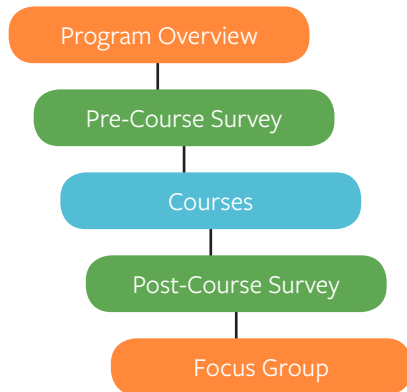 Program Overview
Pre-Course Survey
Courses
Post-Course Survey
Focus Group